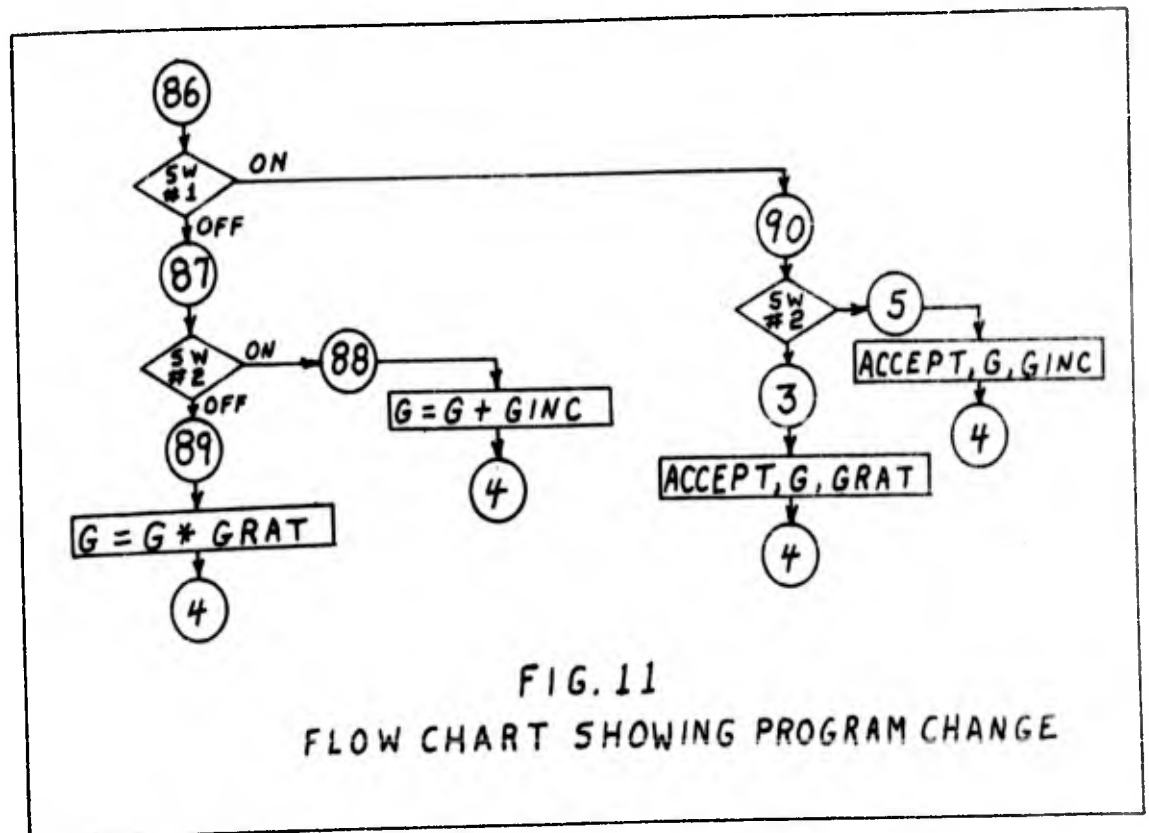 86
SW
#1
ON
OFF
87
SW
#2
ON
88
G = G + GINC
4
OFF
89
G = G * GRAT
4
90
SW
#2
5
ACCEPT, G, GINC
4
3
ACCEPT, G, GRAT
4
FIG. 11
FLOW CHART SHOWING PROGRAM CHANGE